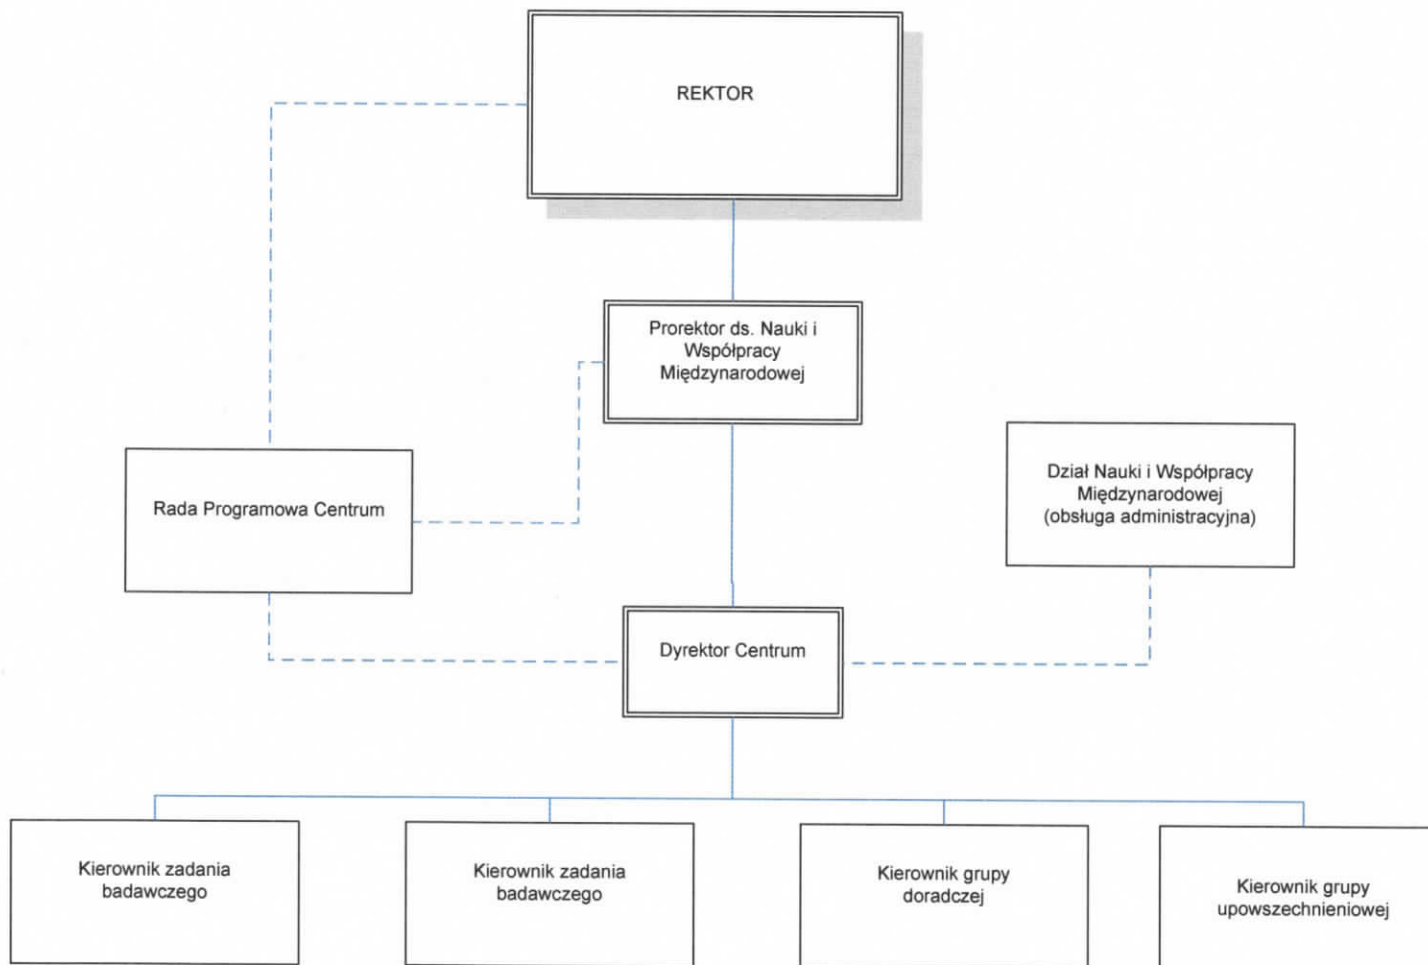 REKTOR
Prorektor ds. Nauki i
Współpracy
Międzynarodowej
Rada Programowa Centrum
Dział Nauki i Współpracy
Międzynarodowej
(obsługa administracyjna)
Dyrektor Centrum
Kierownik zadania
badawczego
Kierownik zadania
badawczego
Kierownik grupy
doradczej
Kierownik grupy
upowszechnieniowej